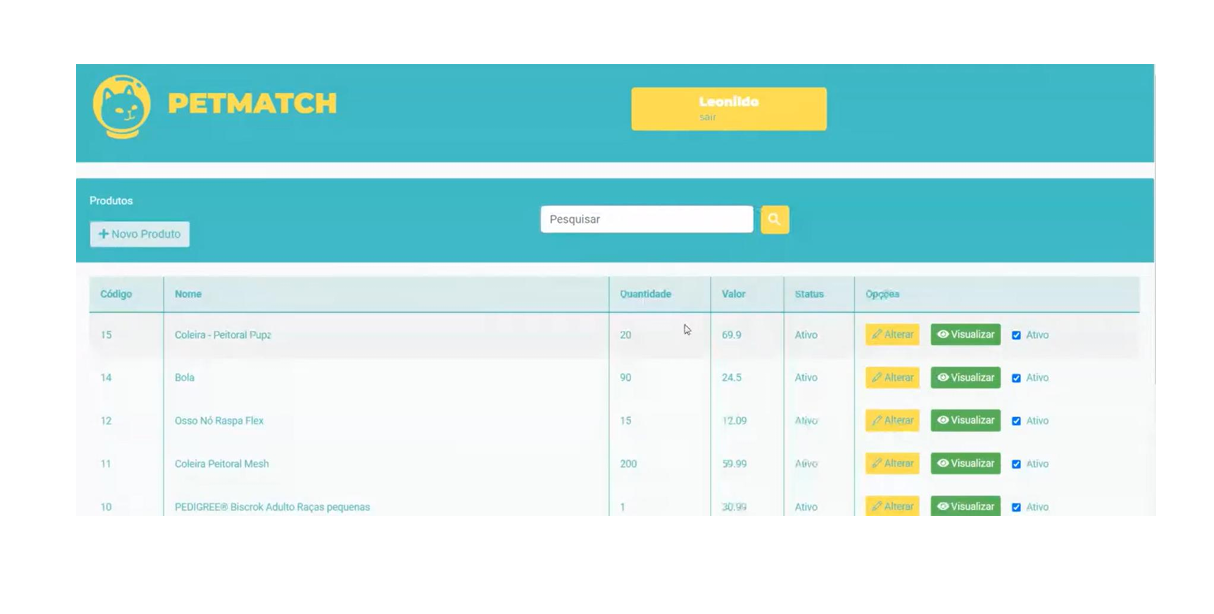 PETMATCH
Leonildo
sair
Produtos
Novo Produto
Pesquisar
Código Nome Quantidade Valor Status Opções
15 Coleira - Peitoral Pupz 20 69.9 Ativo Alterar Visualizar Ativo
14 Bola 90 24.5 Ativo Alterar Visualizar Ativo
12 Osso Nó Raspa Flex 15 12.09 Ativo Alterar Visualizar Ativo
11 Coleira Peitoral Mesh 200 59.99 Ativo Alterar Visualizar Ativo
10 PEDIGREE® Biscrok Adulto Raças pequenas 1 30.99 Ativo Alterar Visualizar Ativo